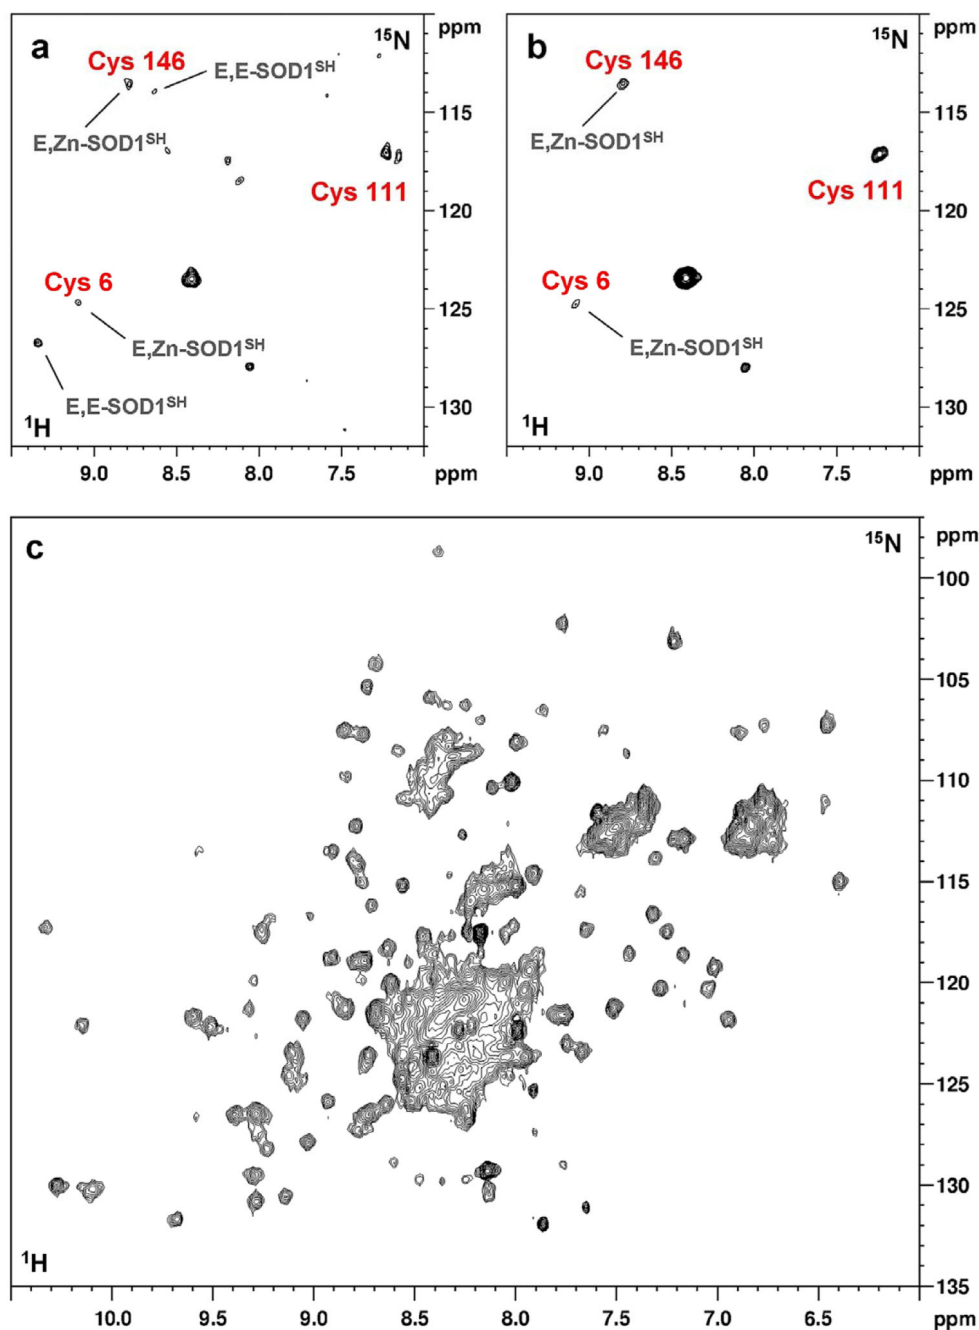 a
15N
ppm
Cys 146
E,E-SOD1SH
E,Zn-SOD1SH
115
Cys 111
120
Cys 6
125
E,Zn-SOD1SH
E,E-SOD1SH
130
1H
9.0 8.5 8.0 7.5 ppm
b
15N
ppm
Cys 146
115
E,Zn-SOD1SH
Cys 111
120
Cys 6
125
E,Zn-SOD1SH
130
1H
9.0 8.5 8.0 7.5 ppm
c
15N
ppm
100
105
110
115
120
125
130
1H
135
10.0 9.5 9.0 8.5 8.0 7.5 7.0 6.5 ppm